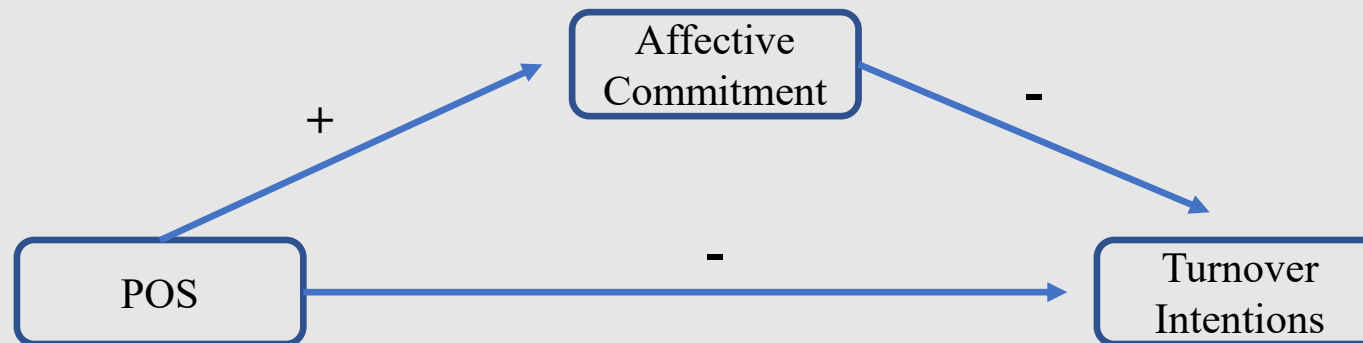 Affective
Commitment
+
-
POS
-
Turnover
Intentions